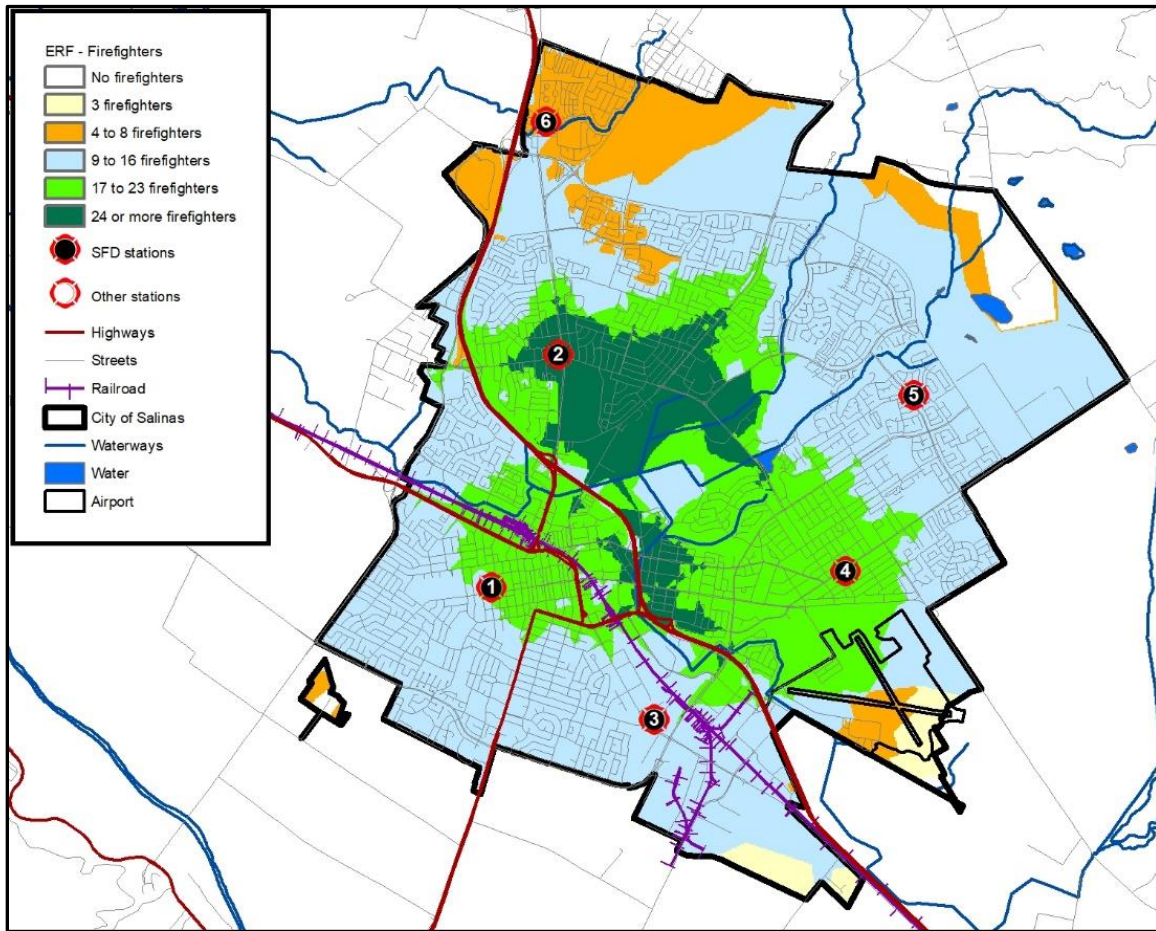 ERF - Firefighters
No firefighters
3 firefighters
4 to 8 firefighters
9 to 16 firefighters
17 to 23 firefighters
24 or more firefighters
SFD stations
Other stations
Highways
Streets
Railroad
City of Salinas
Waterways
Water
Airport
6
2
5
4
1
3